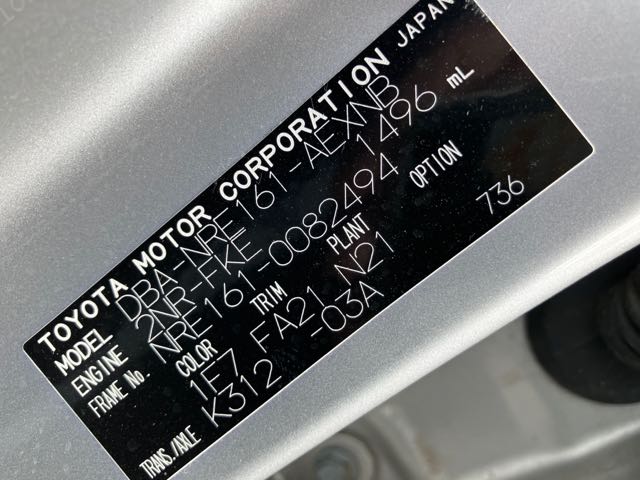 TOYOTA MOTOR CORPORATION JAPAN
MODEL DBA-NRE161-AEXNB
ENGINE 2NR-FKE 1496 mL
FRAME No. NRE161-0082494
COLOR TRIM PLANT OPTION
1F7 FA21 N21 736
TRANS./AXLE K312 -03A